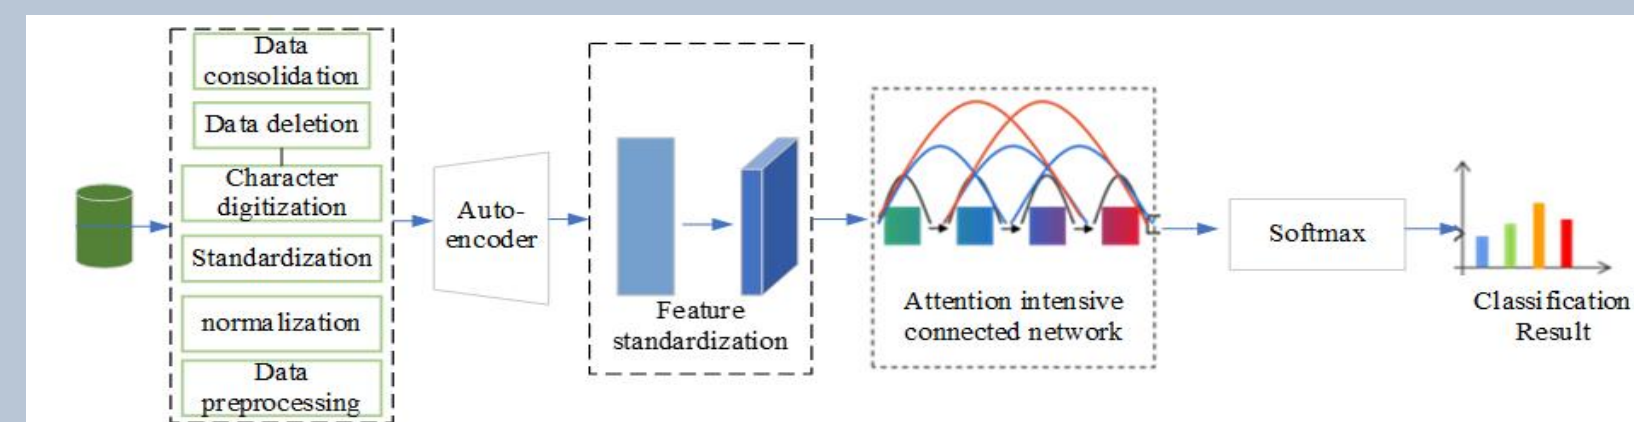 Data
consolidation
Data deletion
Character
digitization
Standardization
normalization
Data
preprocessing
Auto-
encoder
Feature
standardization
Attention intensive
connected network
Softmax
Classification
Result